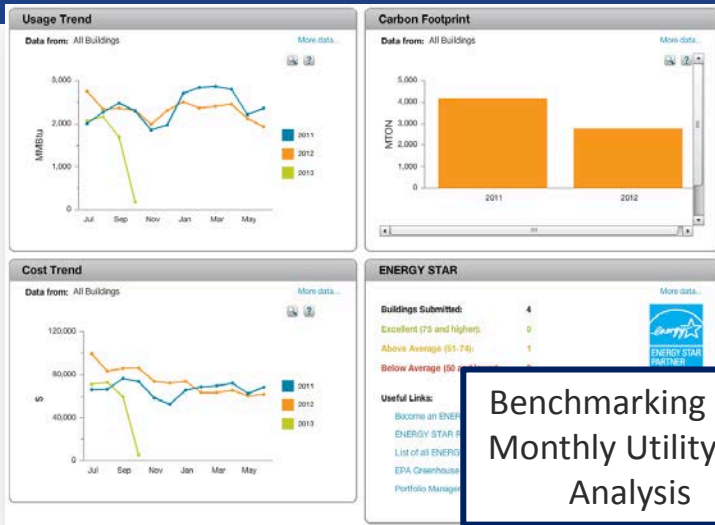 Usage Trend
Data from: All Buildings More data...
3,000
2,000
1,000
0
MMBtu
Jul Sep Nov Jan Mar May
2011
2012
2013
Carbon Footprint
Data from: All Buildings More data...
5,000
4,000
3,000
2,000
1,000
0
MTON
2011 2012
Cost Trend
Data from: All Buildings More data...
120,000
80,000
40,000
0
$
Jul Sep Nov Jan Mar May
2011
2012
2013
ENERGY STAR
More data...
Buildings Submitted: 4
Excellent (75 and higher): 0
Above Average (51-74): 1
Below Average (50
Useful Links:
Become an
ENERGY STAR
List of all
EPA Greenhouse
Portfolio Manager
energy
ENERGY STAR
PARTNER
Benchmarking
Monthly Utility
Analysis